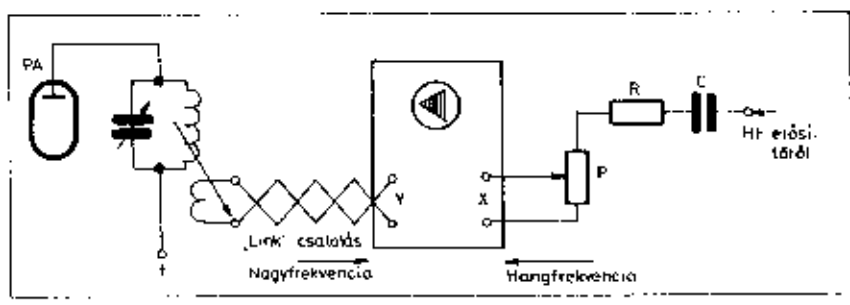 PA
R
C
HF erősí-
tőről
P
Y
X
+
„Link” csatolás
Nagyfrekvencia
Hangfrekvencia